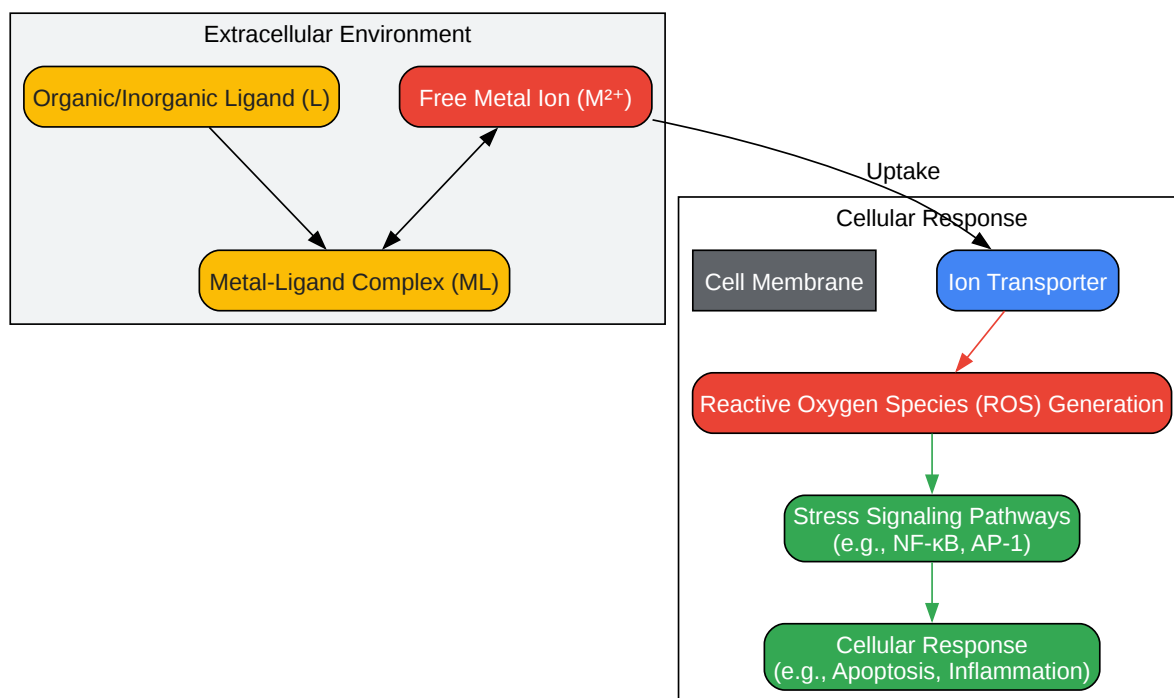 Extracellular Environment
Organic/Inorganic Ligand (L)
Free Metal Ion (M²⁺)
Metal-Ligand Complex (ML)
Uptake
Cellular Response
Cell Membrane
Ion Transporter
Reactive Oxygen Species (ROS) Generation
Stress Signaling Pathways
(e.g., NF-κB, AP-1)
Cellular Response
(e.g., Apoptosis, Inflammation)